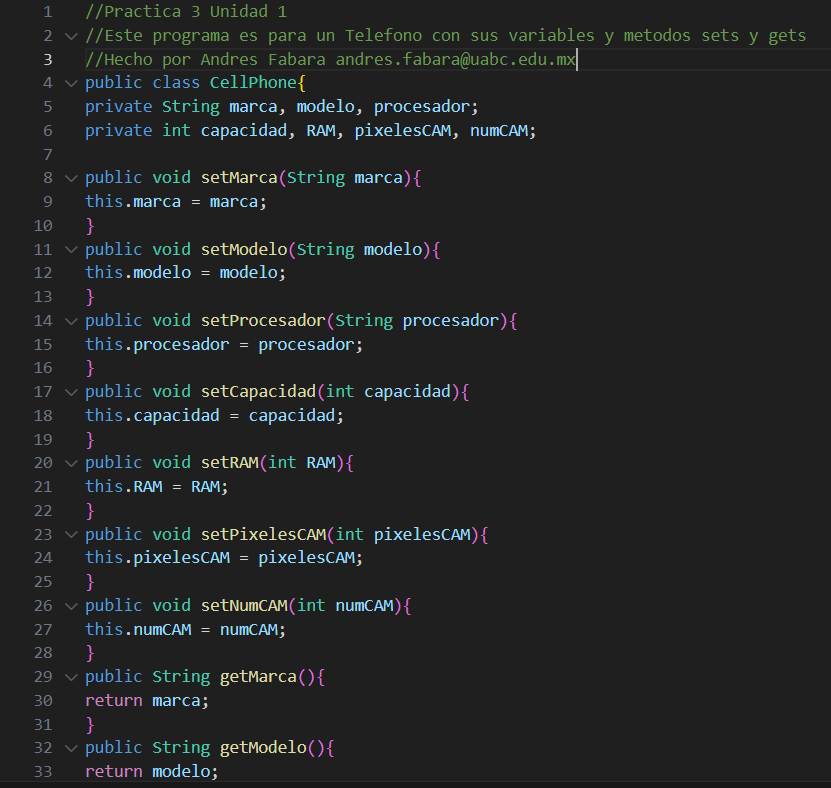 1 //Practica 3 Unidad 1
2 //Este programa es para un Telefono con sus variables y metodos sets y gets
3 //Hecho por Andres Fabara andres.fabara@uabc.edu.mx
4 public class CellPhone{
5 private String marca, modelo, procesador;
6 private int capacidad, RAM, pixelesCAM, numCAM;
7
8 public void setMarca(String marca){
9 this.marca = marca;
10 }
11 public void setModelo(String modelo){
12 this.modelo = modelo;
13 }
14 public void setProcesador(String procesador){
15 this.procesador = procesador;
16 }
17 public void setCapacidad(int capacidad){
18 this.capacidad = capacidad;
19 }
20 public void setRAM(int RAM){
21 this.RAM = RAM;
22 }
23 public void setPixelesCAM(int pixelesCAM){
24 this.pixelesCAM = pixelesCAM;
25 }
26 public void setNumCAM(int numCAM){
27 this.numCAM = numCAM;
28 }
29 public String getMarca(){
30 return marca;
31 }
32 public String getModelo(){
33 return modelo;